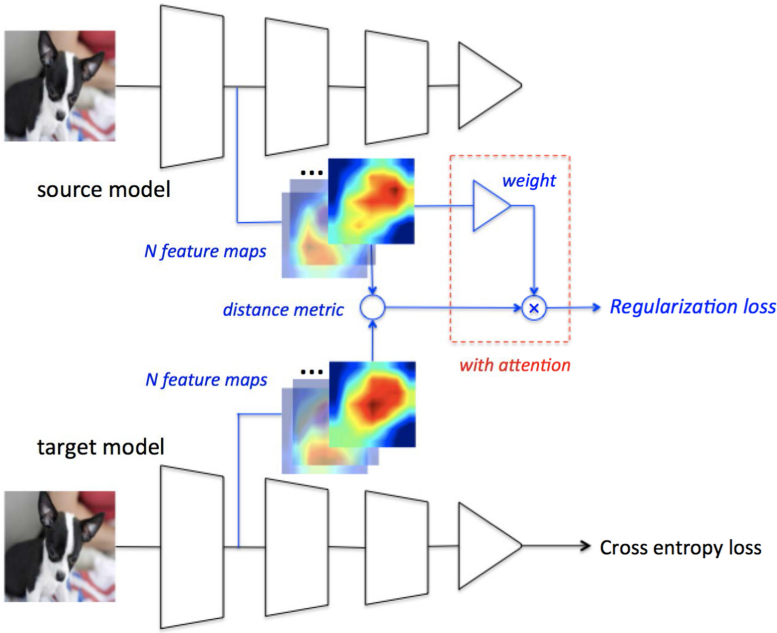 source model
weight
N feature maps
distance metric
Regularization loss
N feature maps
with attention
target model
Cross entropy loss